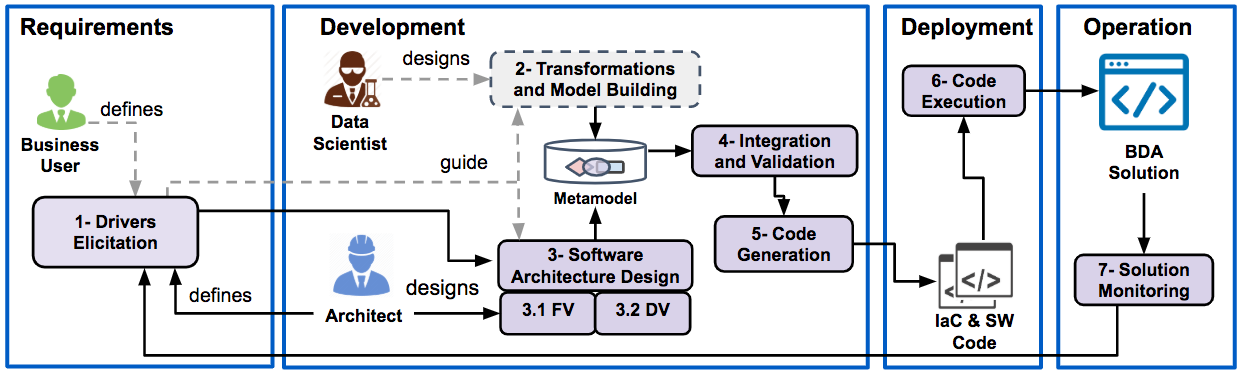 Requirements
Development
Deployment
Operation
designs
2- Transformations
and Model Building
6- Code
Execution
defines
Data
Scientist
Business
User
guide
4- Integration
and Validation
BDA
Solution
Metamodel
1- Drivers
Elicitation
5- Code
Generation
3- Software
Architecture Design
7- Solution
Monitoring
defines
designs
Architect
3.1 FV
3.2 DV
IaC & SW
Code